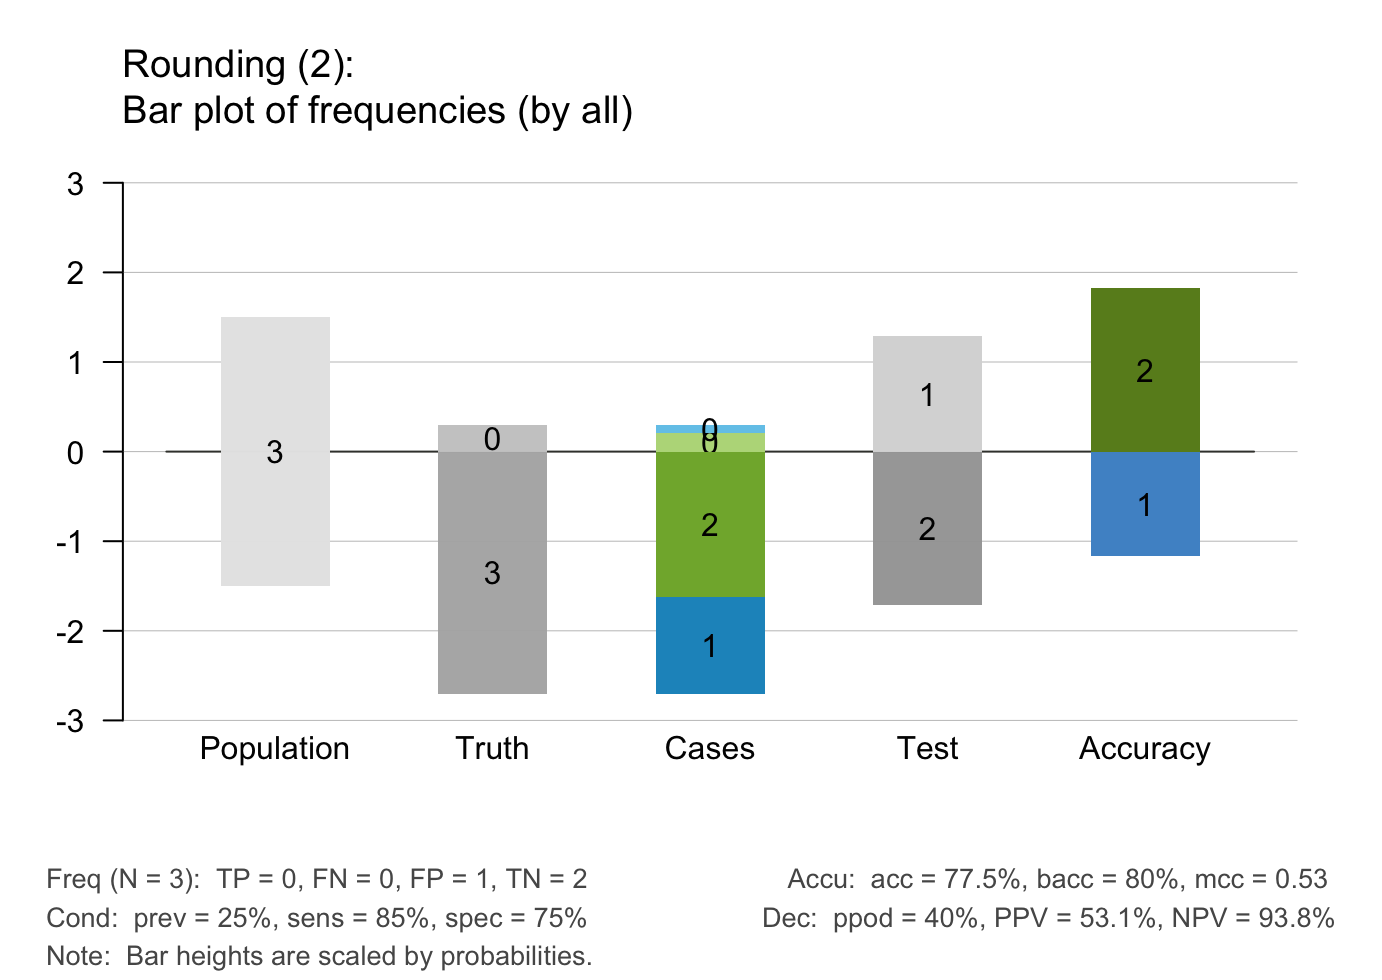 Rounding (2):
Bar plot of frequencies (by all)
3
2
1
0
-1
-2
-3
3
0
3
0
0
2
1
1
2
2
1
Population Truth Cases Test Accuracy
Freq (N = 3):  TP = 0, FN = 0, FP = 1, TN = 2
Accu:  acc = 77.5%, bacc = 80%, mcc = 0.53
Cond:  prev = 25%, sens = 85%, spec = 75%
Dec:  ppod = 40%, PPV = 53.1%, NPV = 93.8%
Note:  Bar heights are scaled by probabilities.